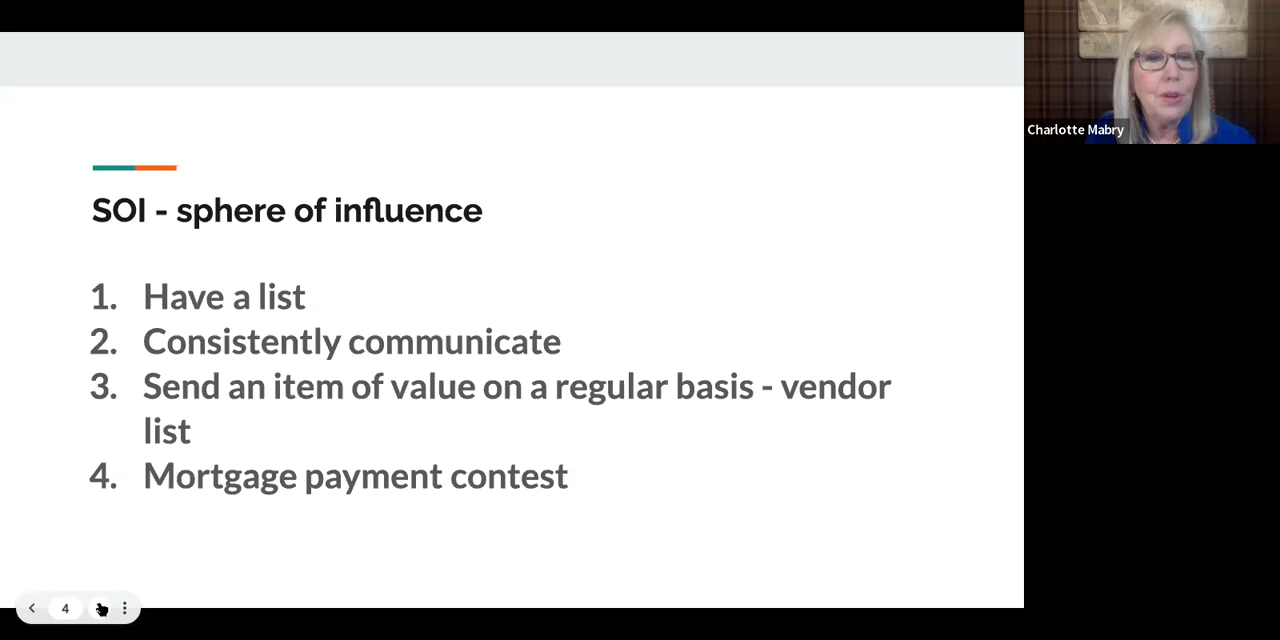 SOI - sphere of influence
1. Have a list
2. Consistently communicate
3. Send an item of value on a regular basis - vendor
list
4. Mortgage payment contest
Charlotte Mabry
4